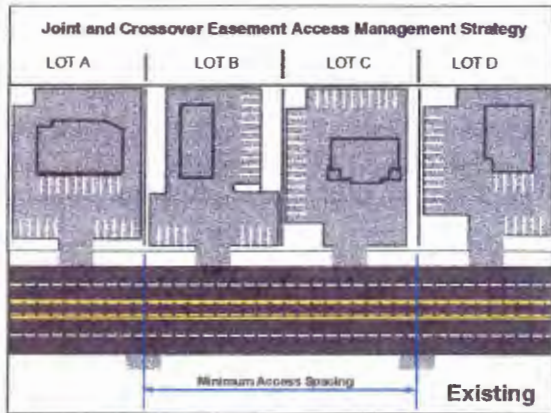 Joint and Crossover Easement Access Management Strategy
LOT A LOT B LOT C LOT D
Minimum Access Spacing
Existing